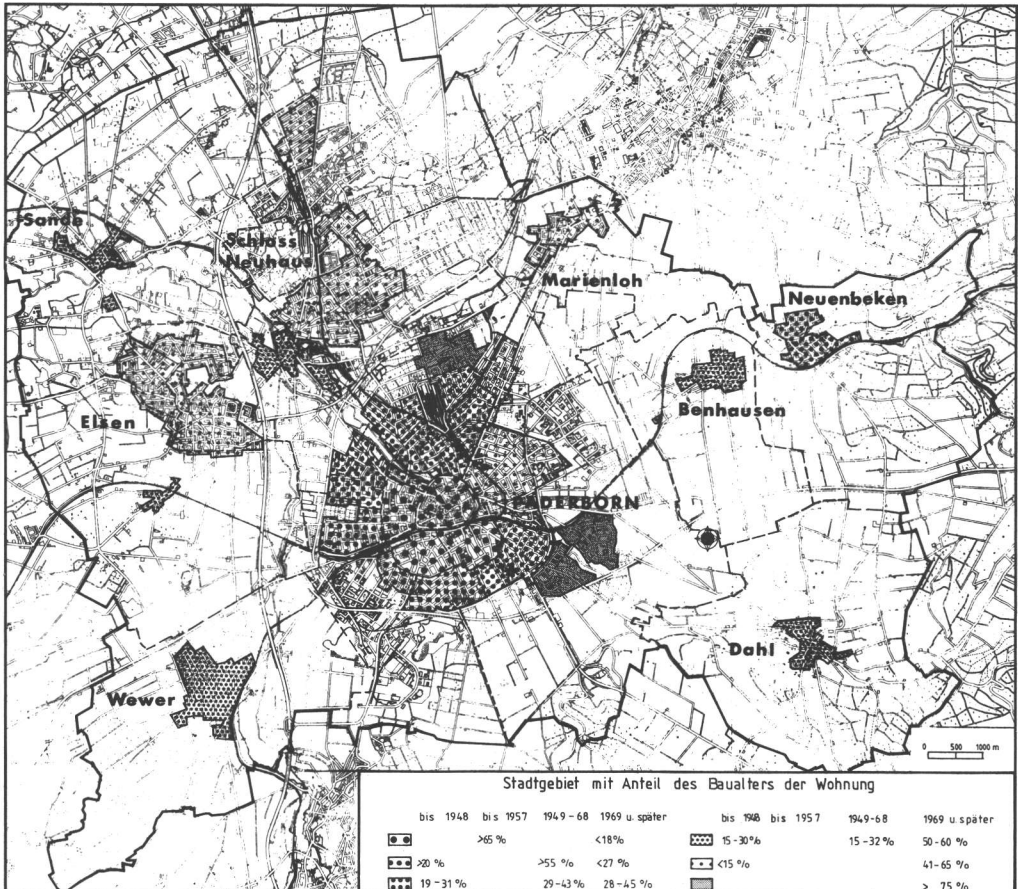 Sande
Schloss
Neuhaus
Marienloh
Neuenbeken
Elsen
Benhausen
PADERBORN
Dahl
Wewer
0 500 1000 m
Stadtgebiet mit Anteil des Baualters der Wohnung
bis 1948 bis 1957 1949-68 1969 u. später bis 1948 bis 1957 1949-68 1969 u. später
>65 % <18% 15-30% 15-32 % 50-60 %
>20 % >55 % <27 % <15 % 41-65 %
19-31 % 29-43 % 28-45 % > 75 %